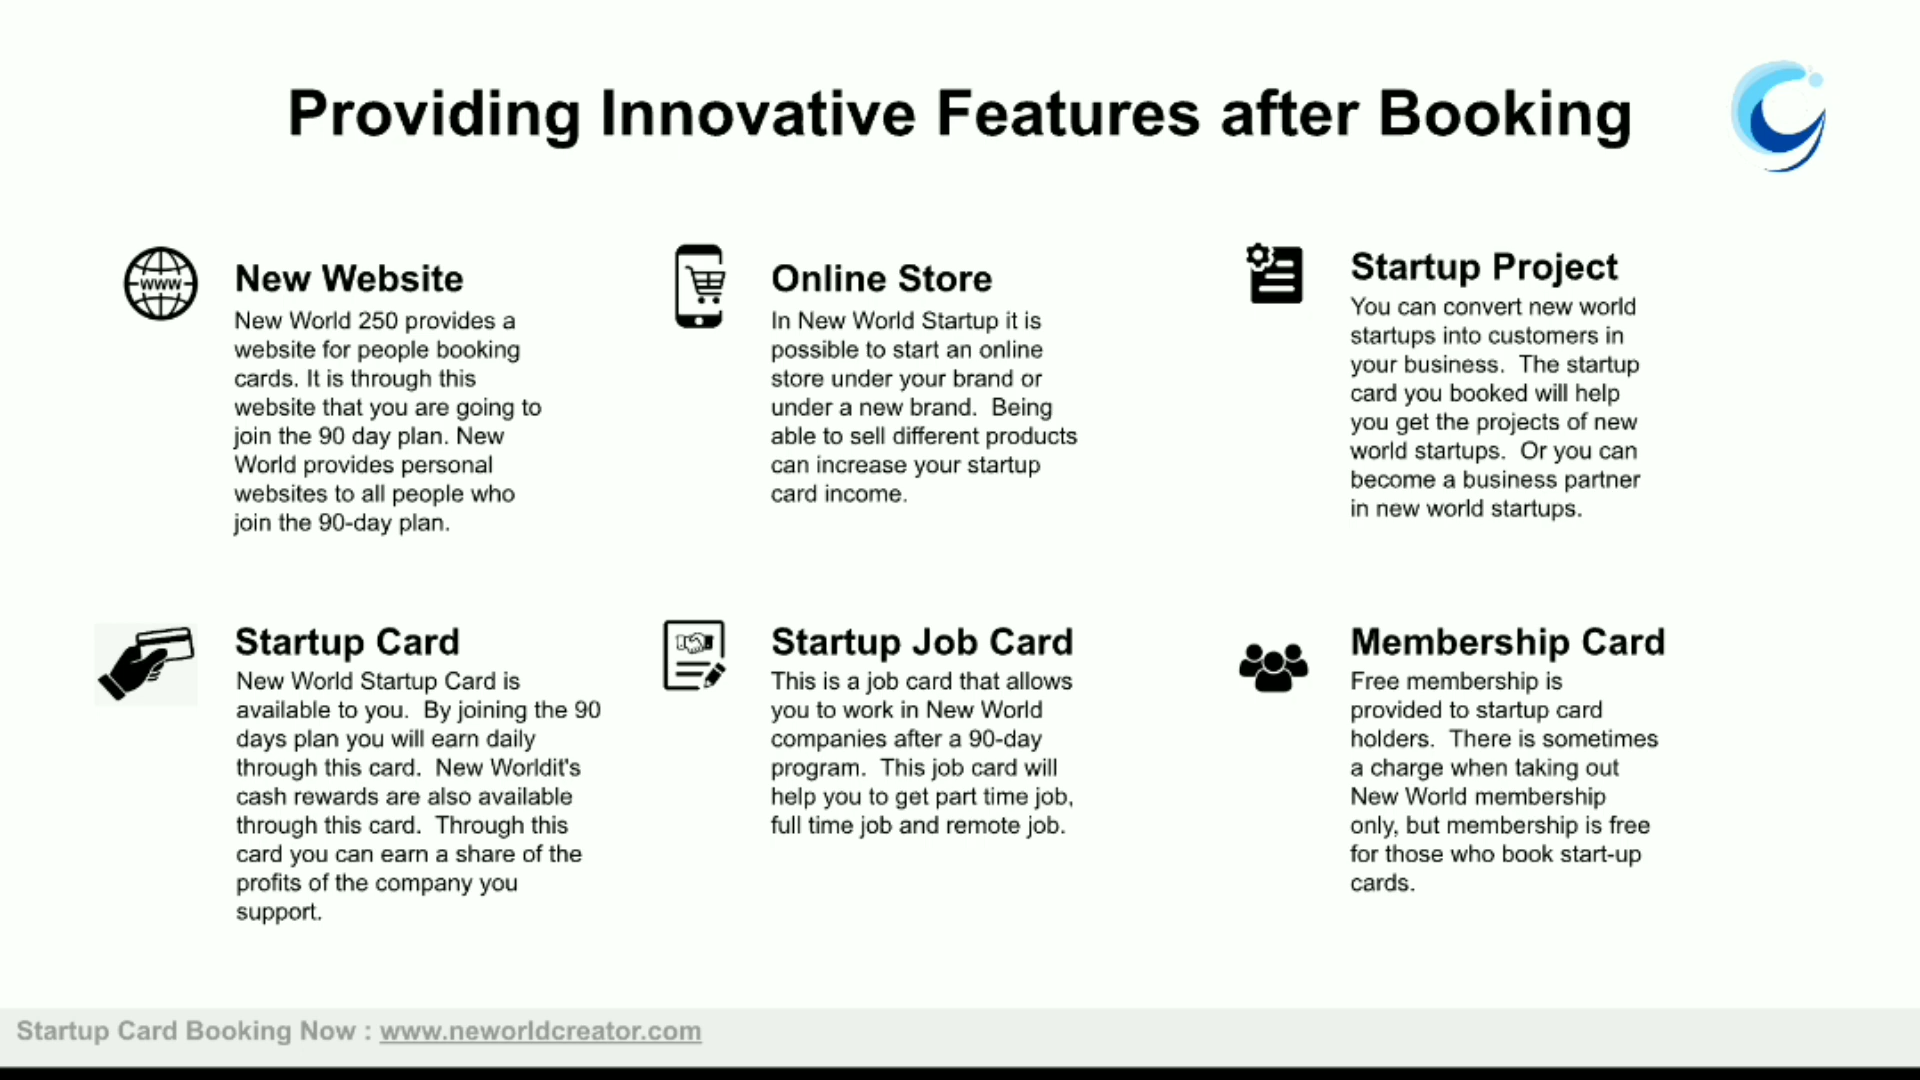 Providing Innovative Features after Booking
www
New Website
New World 250 provides a
website for people booking
cards. It is through this
website that you are going to
join the 90 day plan. New
World provides personal
websites to all people who
join the 90-day plan.
Online Store
In New World Startup it is
possible to start an online
store under your brand or
under a new brand.  Being
able to sell different products
can increase your startup
card income.
Startup Project
You can convert new world
startups into customers in
your business.  The startup
card you booked will help
you get the projects of new
world startups.  Or you can
become a business partner
in new world startups.
Startup Card
New World Startup Card is
available to you.  By joining the 90
days plan you will earn daily
through this card.  New Worldit's
cash rewards are also available
through this card.  Through this
card you can earn a share of the
profits of the company you
support.
Startup Job Card
This is a job card that allows
you to work in New World
companies after a 90-day
program.  This job card will
help you to get part time job,
full time job and remote job.
Membership Card
Free membership is
provided to startup card
holders.  There is sometimes
a charge when taking out
New World membership
only, but membership is free
for those who book start-up
cards.
Startup Card Booking Now : www.neworldcreator.com